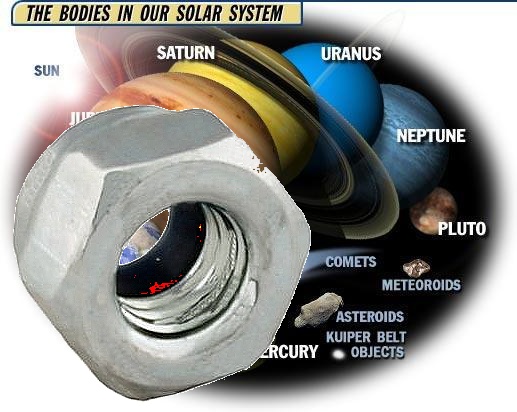 THE BODIES IN OUR SOLAR SYSTEM
SATURN
URANUS
SUN
NEPTUNE
PLUTO
COMETS
METEOROIDS
ASTEROIDS
KUIPER BELT
OBJECTS